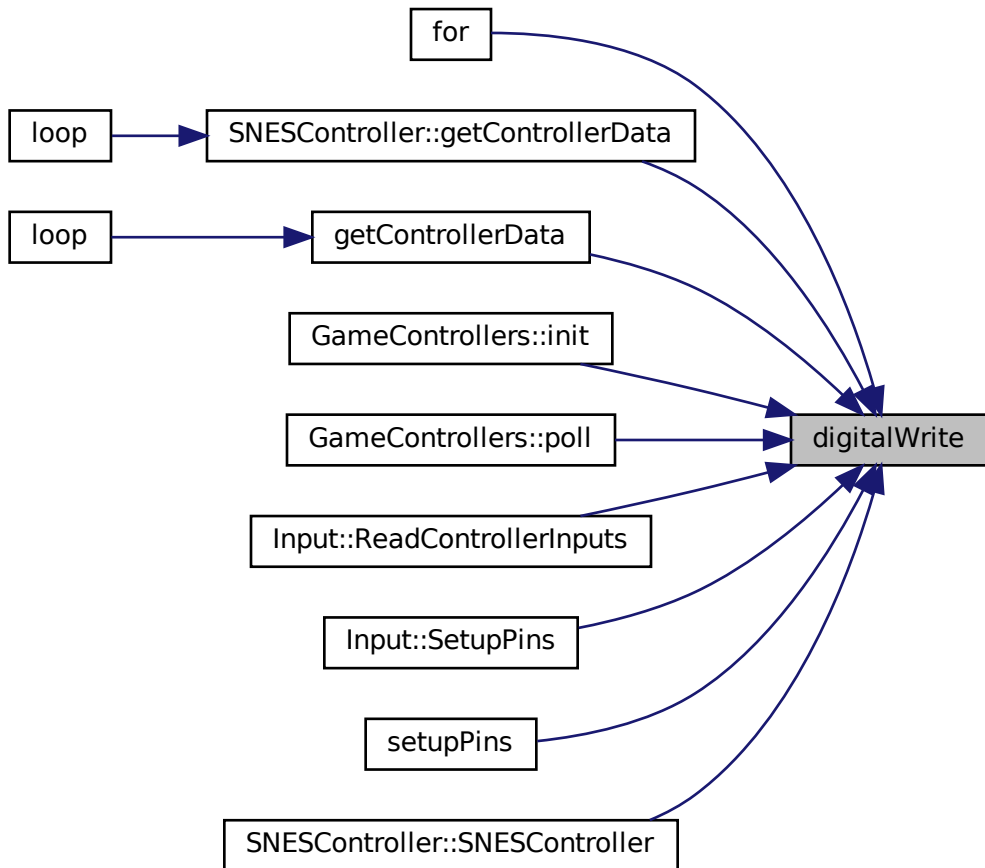 for
loop
SNESController::getControllerData
loop
getControllerData
GameControllers::init
GameControllers::poll
digitalWrite
Input::ReadControllerInputs
Input::SetupPins
setupPins
SNESController::SNESController